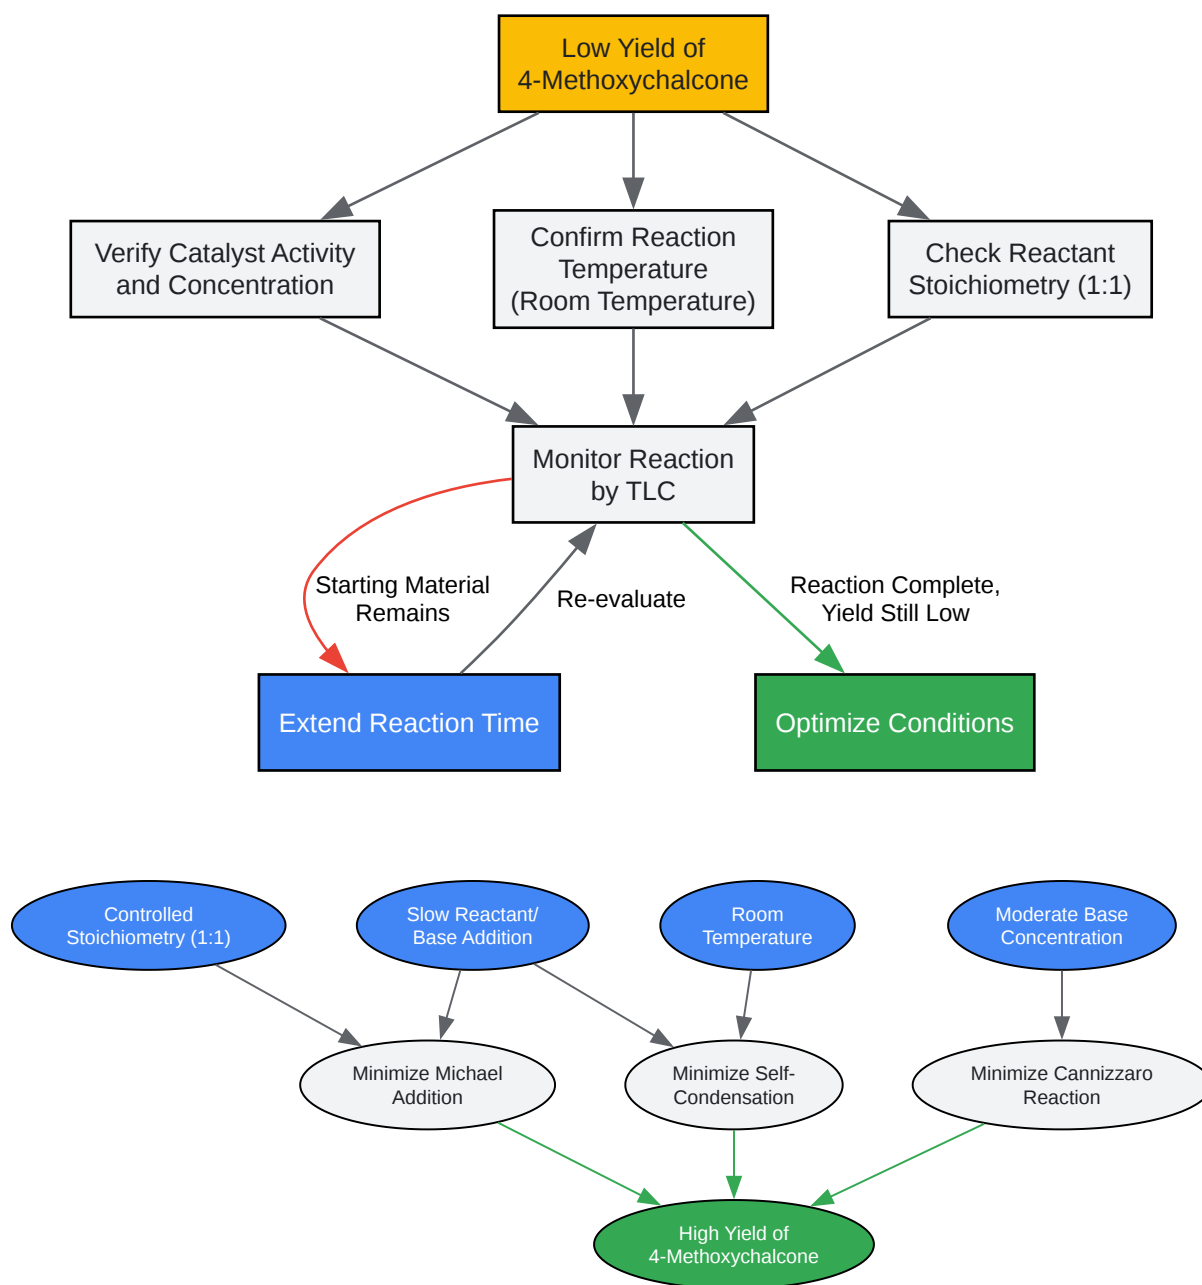 Low Yield of
4-Methoxychalcone
Verify Catalyst Activity
and Concentration
Confirm Reaction
Temperature
(Room Temperature)
Check Reactant
Stoichiometry (1:1)
Monitor Reaction
by TLC
Starting Material
Remains
Re-evaluate
Reaction Complete,
Yield Still Low
Extend Reaction Time
Optimize Conditions
Controlled
Stoichiometry (1:1)
Slow Reactant/
Base Addition
Room
Temperature
Moderate Base
Concentration
Minimize Michael
Addition
Minimize Self-
Condensation
Minimize Cannizzaro
Reaction
High Yield of
4-Methoxychalcone